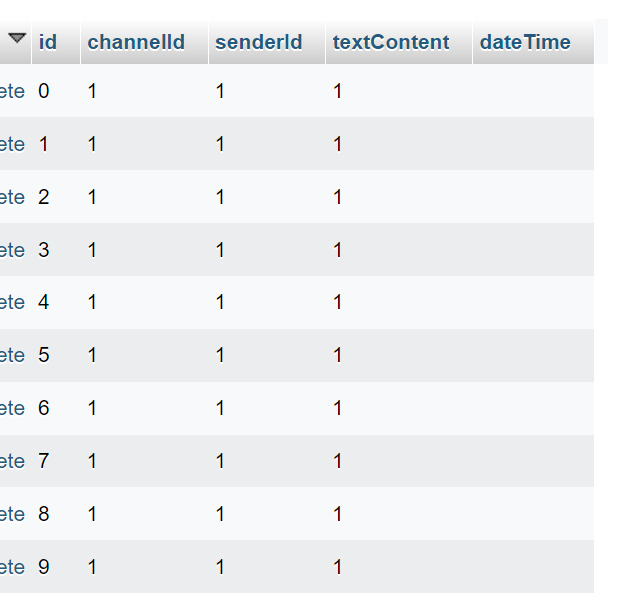 id channelId senderId textContent dateTime
ete 0 1 1 1
ete 1 1 1 1
ete 2 1 1 1
ete 3 1 1 1
ete 4 1 1 1
ete 5 1 1 1
ete 6 1 1 1
ete 7 1 1 1
ete 8 1 1 1
ete 9 1 1 1